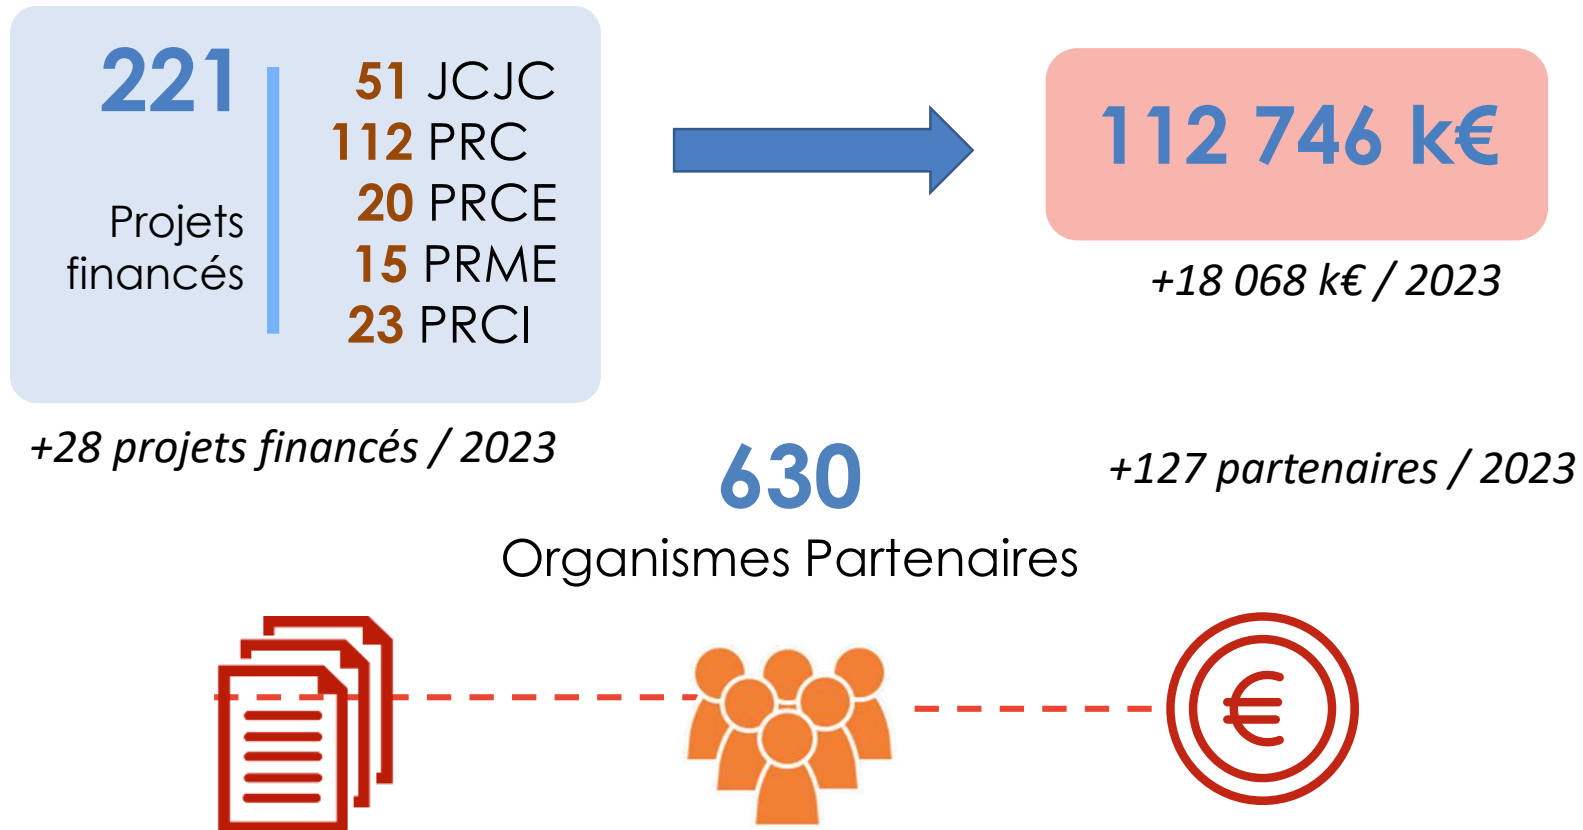 221
Projets
financés
51 JCJC
112 PRC
20 PRCE
15 PRME
23 PRCI
112 746 k€
+18 068 k€ / 2023
+28 projets financés / 2023
630
Organismes Partenaires
+127 partenaires / 2023
€